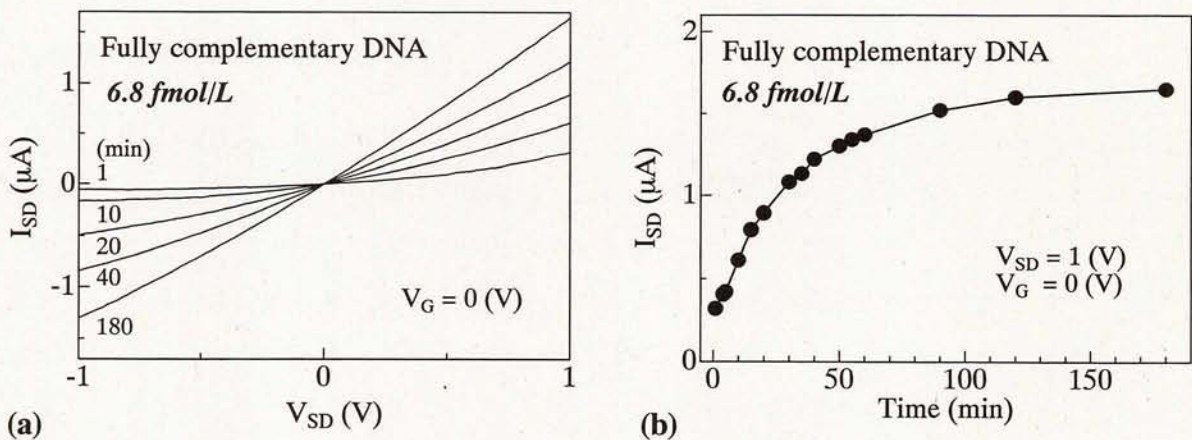 Fully complementary DNA
6.8 fmol/L
(min)
1
10
20
40
180
V_G = 0 (V)
1
0
-1
I_SD (µA)
-1
0
1
V_SD (V)
(a)
Fully complementary DNA
6.8 fmol/L
V_SD = 1 (V)
V_G = 0 (V)
2
1
0
I_SD (µA)
0
50
100
150
Time (min)
(b)